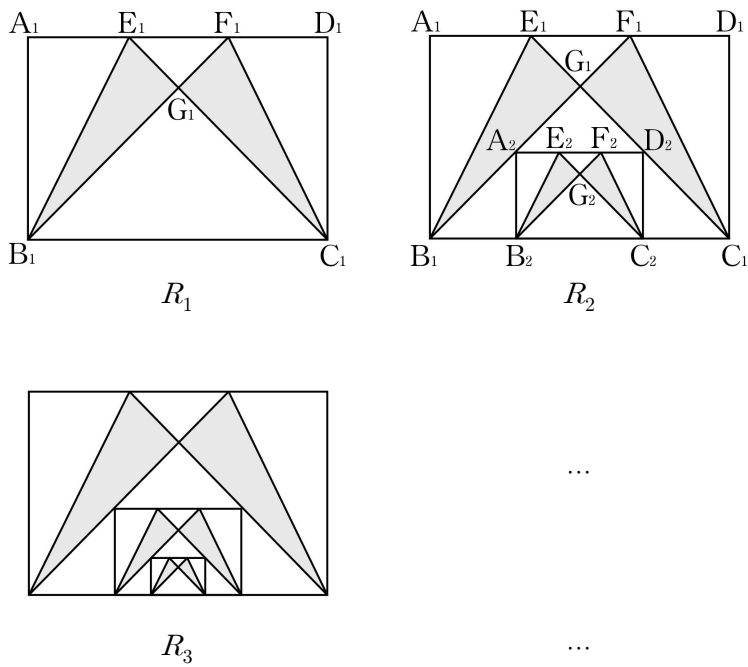 A₁ E₁ F₁ D₁
G₁
B₁ C₁
R₁
A₁ E₁ F₁ D₁
G₁
A₂ E₂ F₂ D₂
G₂
B₁ B₂ C₂ C₁
R₂
R₃
...
...